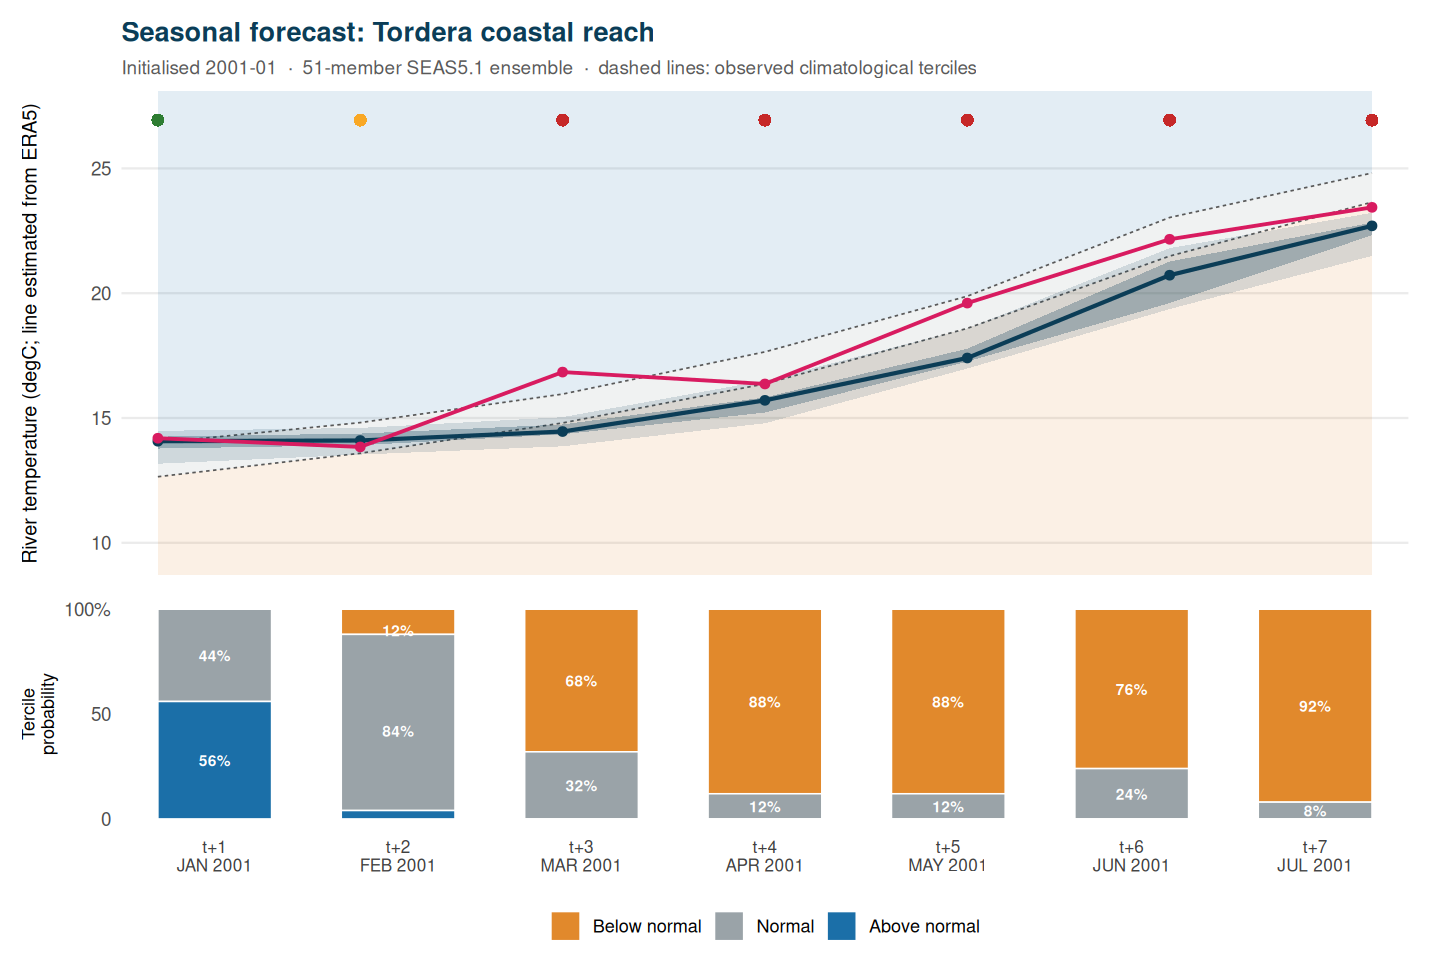 Seasonal forecast: Tordera coastal reach
Initialised 2001-01 · 51-member SEAS5.1 ensemble · dashed lines: observed climatological terciles
River temperature (degC; line estimated from ERA5)
25
20
15
10
Tercile
probability
100%
50
0
44%
56%
12%
84%
68%
32%
88%
12%
88%
12%
76%
24%
92%
8%
t+1
JAN 2001
t+2
FEB 2001
t+3
MAR 2001
t+4
APR 2001
t+5
MAY 2001
t+6
JUN 2001
t+7
JUL 2001
Below normal
Normal
Above normal